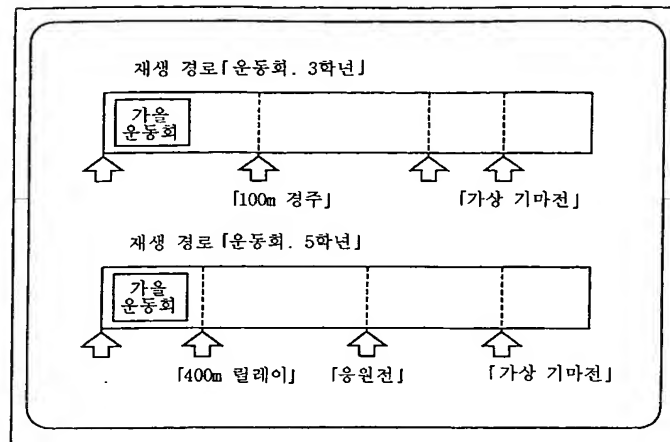 재생 경로「운동회. 3학년」
가을
운동회
「100m 경주」 「가상 기마전」
재생 경로「운동회. 5학년」
가을
운동회
「400m 릴레이」 「응원전」 「가상 기마전」